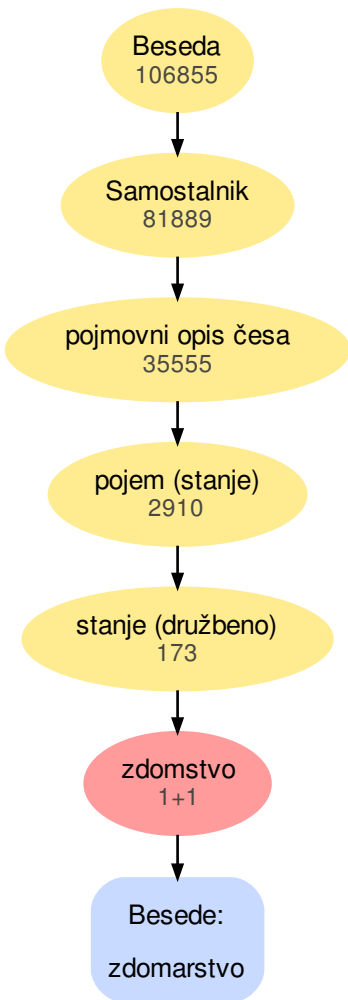 Beseda
106855
Samostalnik
81889
pojmovni opis česa
35555
pojem (stanje)
2910
stanje (družbeno)
173
zdomstvo
1+1
Besede:
zdomarstvo